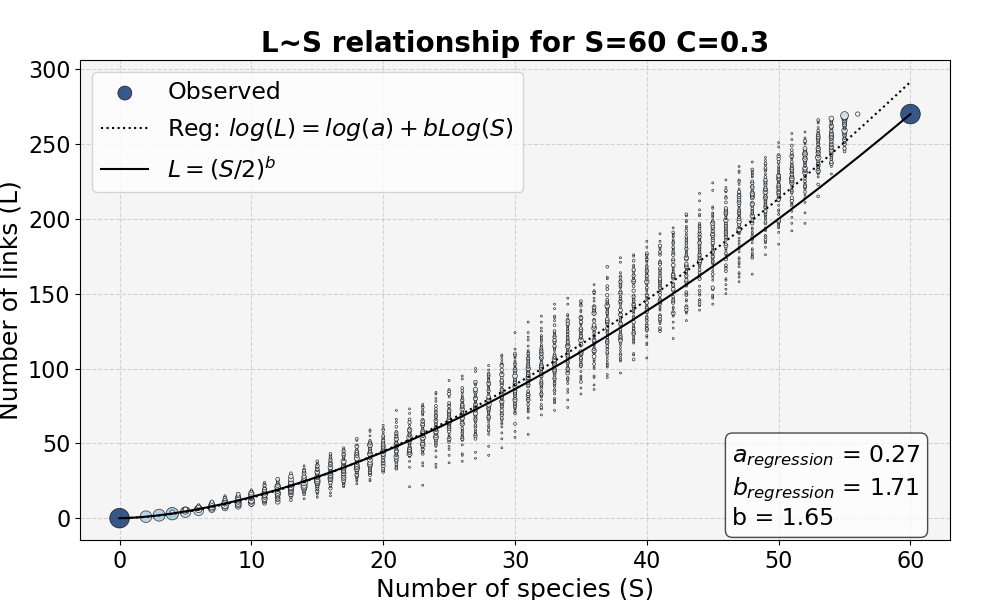 L~S relationship for S=60 C=0.3
Observed
Reg: log(L) = log(a) + bLog(S)
L = (S/2)^b
Number of links (L)
300
250
200
150
100
50
0
a_regression = 0.27
b_regression = 1.71
b = 1.65
0 10 20 30 40 50 60
Number of species (S)